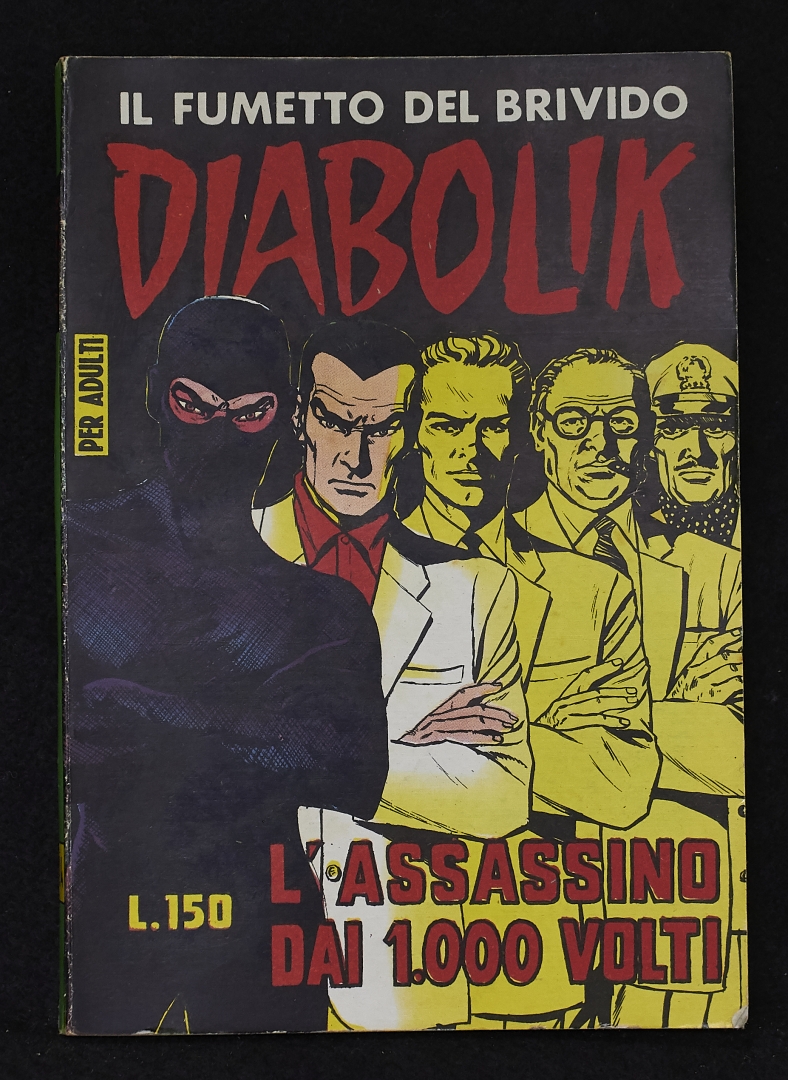 IL FUMETTO DEL BRIVIDO
DIABOLIK
PER ADULTI
L'ASSASSINO
DAI 1.000 VOLTI
L.150